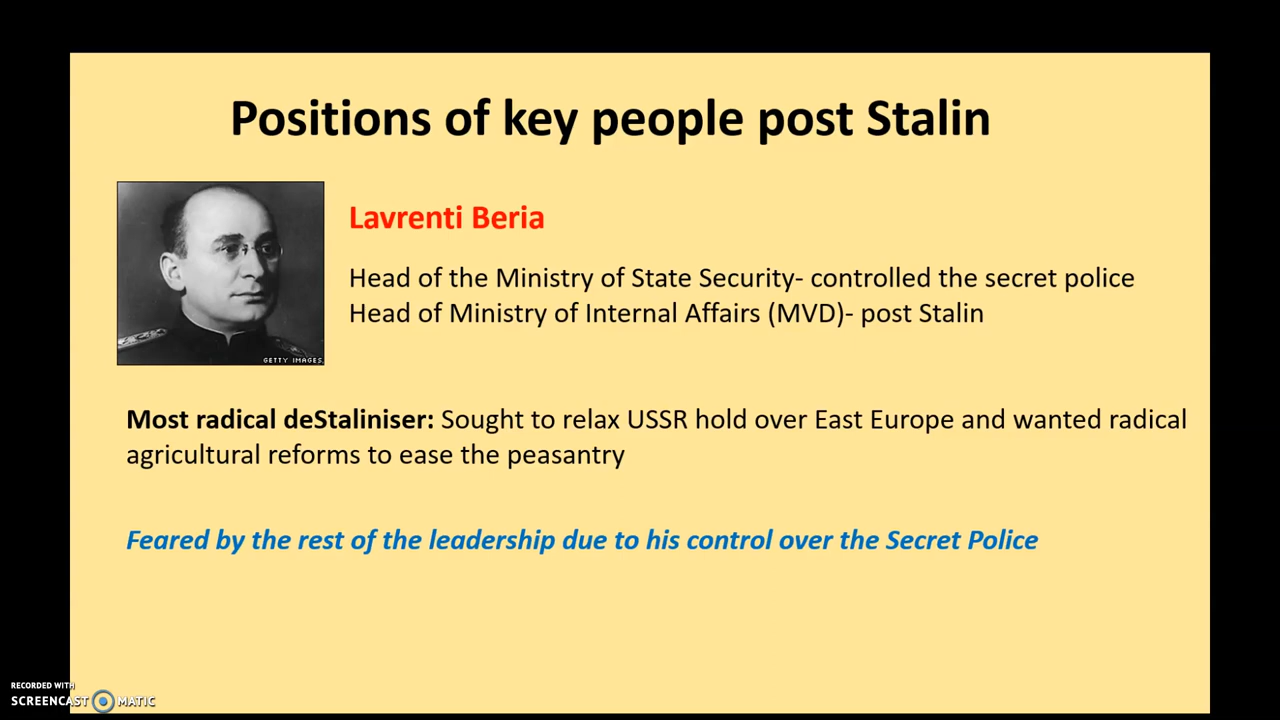 Positions of key people post Stalin
Lavrenti Beria
Head of the Ministry of State Security- controlled the secret police
Head of Ministry of Internal Affairs (MVD)- post Stalin
GETTY IMAGES
Most radical deStaliniser: Sought to relax USSR hold over East Europe and wanted radical
agricultural reforms to ease the peasantry
Feared by the rest of the leadership due to his control over the Secret Police
RECORDED WITH
SCREENCAST MATIC